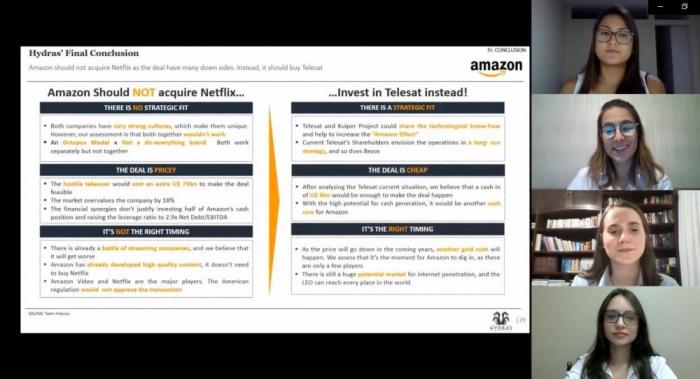 Hydras' Final Conclusion
IV. CONCLUSION
Amazon should not acquire Netflix as the deal have many down sides. Instead, it should buy Telesat
amazon
Amazon Should NOT acquire Netflix...
THERE IS NO STRATEGIC FIT
• Both companies have very strong cultures, which make them unique.
However, our assessment is that both together wouldn't work
• An Octopus Model x Not a do-everything brand Both work
separately but not together
THE DEAL IS PRICEY
• The hostile takeover would cost an extra U$ 79bn to make the deal
feasible
• The market overvalues the company by 18%
• The financial synergies don't justify investing half of Amazon's cash
position and raising the leverage ratio to 2.9x Net Debt/EBITDA
IT'S NOT THE RIGHT TIMING
• There is already a battle of streaming companies, and we believe that
it will get worse
• Amazon has already developed high quality content, it doesn't need
to buy Netflix
• Amazon Video and Netflix are the major players. The American
regulation would not approve the transaction
...Invest in Telesat instead!
THERE IS A STRATEGIC FIT
• Telesat and Kuiper Project could share the technological know-how
and help to increase the "Amazon Effect"
• Current Telesat's Shareholders envision the operations in a long-run
strategy, and so does Bezos
THE DEAL IS CHEAP
• After analyzing the Telesat current situation, we believe that a cash-in
of would be enough to make the deal happen
• With the high potential for cash generation, it would be another cash
cow for Amazon
IT'S THE RIGHT TIMING
• As the price will go down in the coming years, another gold rush will
happen. We assess that it's the moment for Amazon to dig in, as there
are only a few players
• There is still a huge potential market for internet penetration, and the
LEO can reach every place in the world
SOURCE: Team Analysis
HYDRAS
| 29